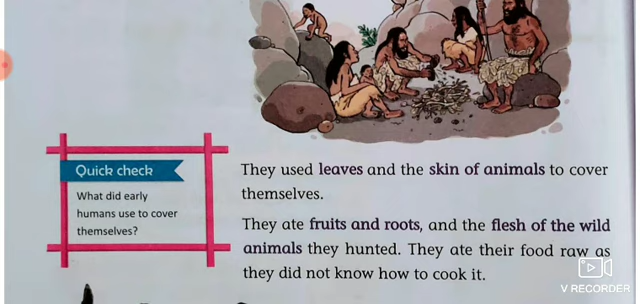 Quick check
What did early
humans use to cover
themselves?
They used leaves and the skin of animals to cover
themselves.
They ate fruits and roots, and the flesh of the wild
animals they hunted. They ate their food raw as
they did not know how to cook it.
V RECORDER